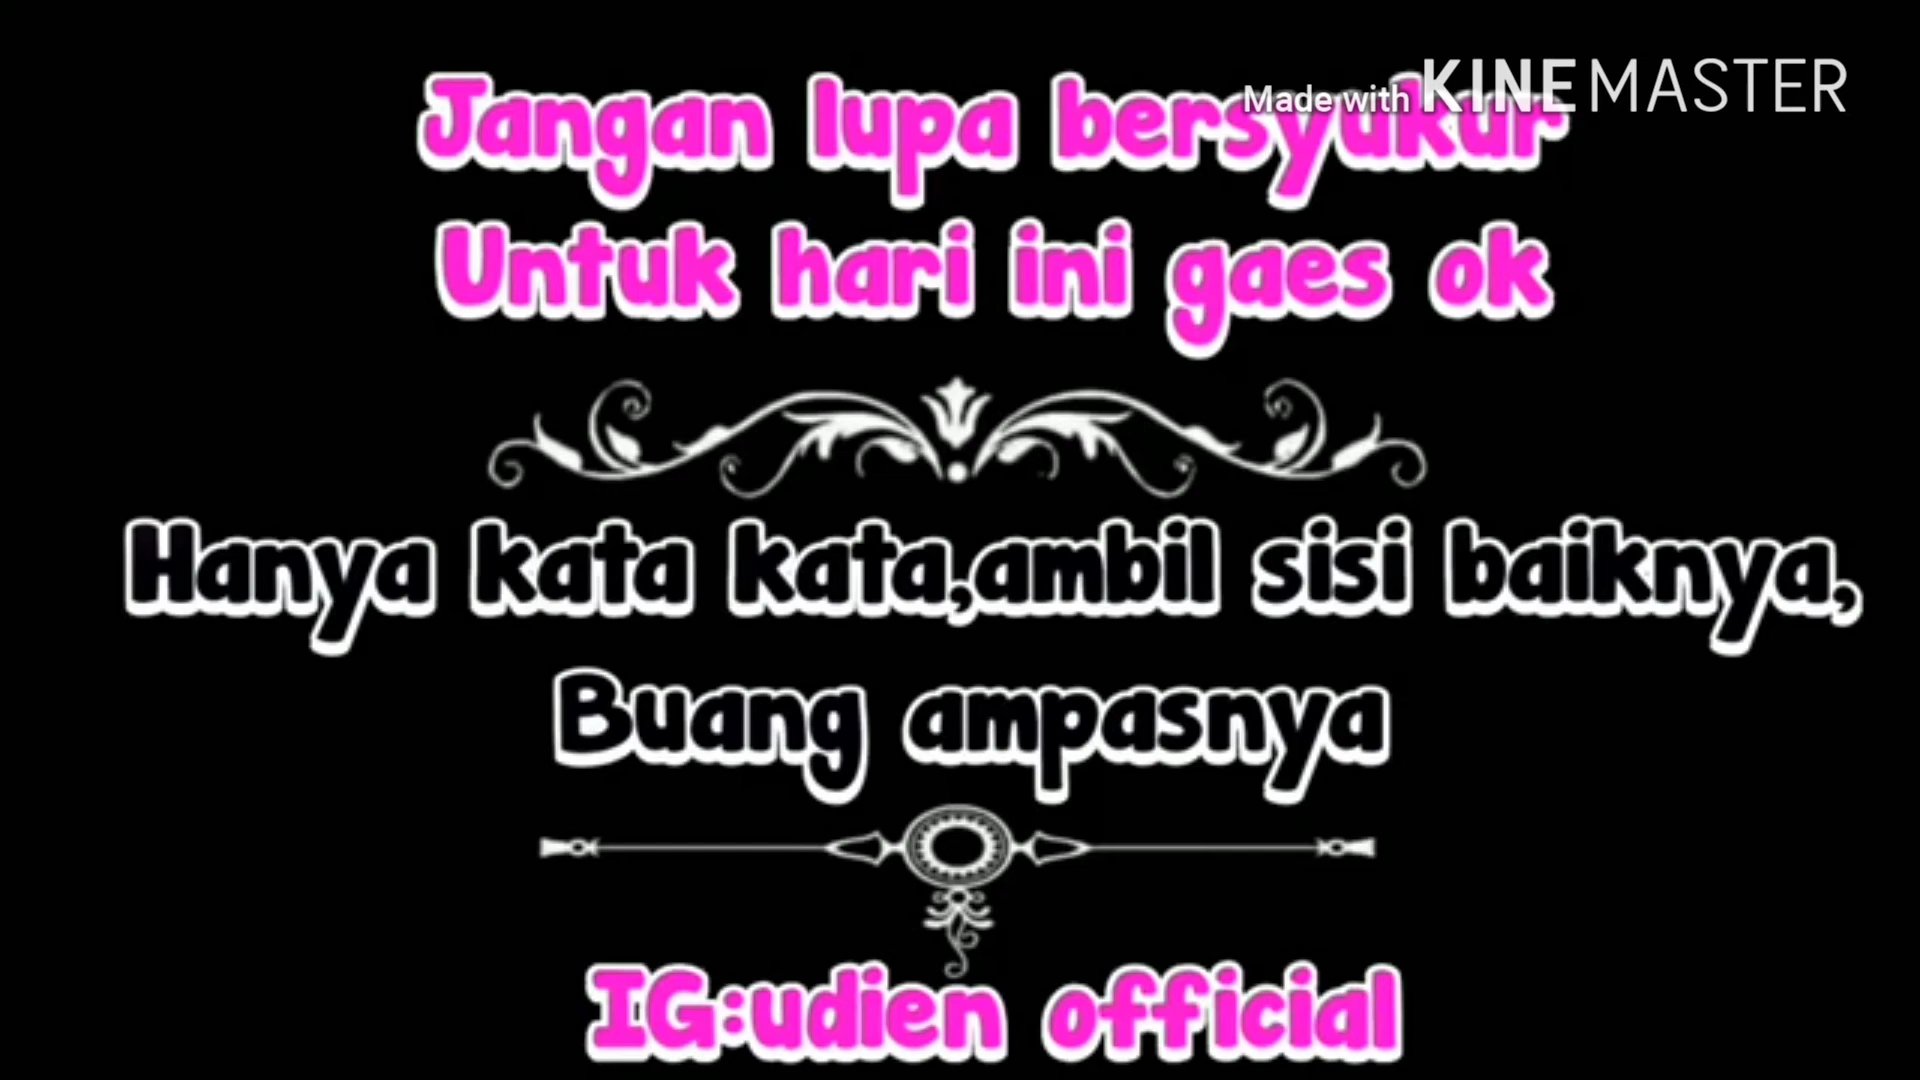 Made with KINEMASTER
Jangan lupa bersyukur
Untuk hari ini gaes ok
Hanya kata kata,ambil sisi baiknya,
Buang ampasnya
IG:udien official